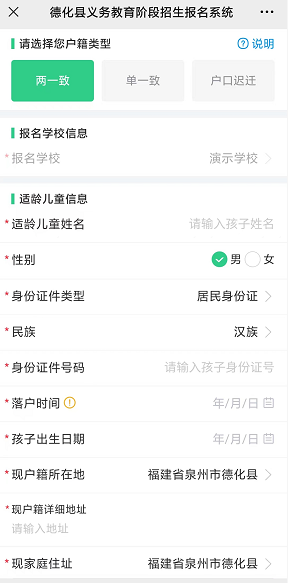 德化县义务教育阶段招生报名系统
请选择您户籍类型 说明
两一致 单一致 户口迟迁
报名学校信息
*报名学校 演示学校
适龄儿童信息
*适龄儿童姓名 请输入孩子姓名
*性别 男 女
*身份证件类型 居民身份证
*民族 汉族
*身份证件号码 请输入孩子身份证号
*落户时间 年/月/日
*孩子出生日期 年/月/日
*现户籍所在地 福建省泉州市德化县
*现户籍详细地址
请输入地址
*现家庭住址 福建省泉州市德化县